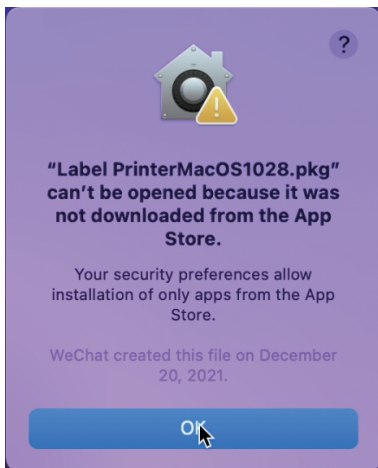 ?
“Label PrinterMacOS1028.pkg”
can’t be opened because it was
not downloaded from the App
Store.
Your security preferences allow
installation of only apps from the App
Store.
WeChat created this file on December
20, 2021.
OK